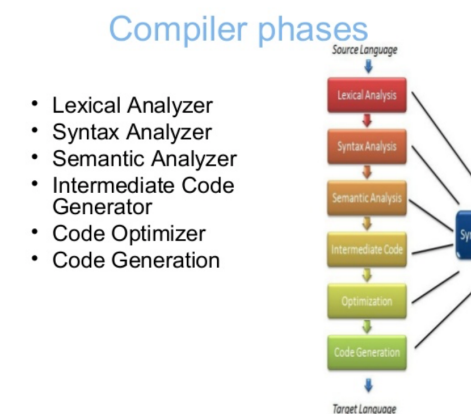 Compiler phases
• Lexical Analyzer
• Syntax Analyzer
• Semantic Analyzer
• Intermediate Code
Generator
• Code Optimizer
• Code Generation
Source Language
Lexical Analysis
Syntax Analysis
Semantic Analysis
Intermediate Code
Optimization
Code Generation
Target Language